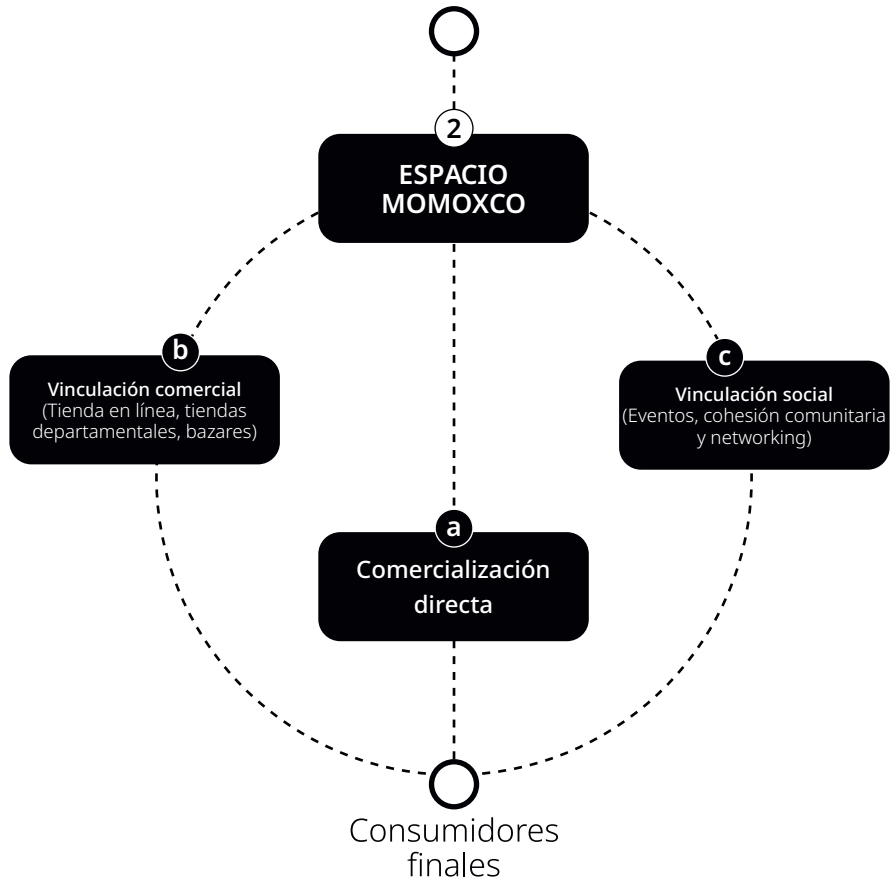 2
ESPACIO
MOMOXCO
b
Vinculación comercial
(Tienda en línea, tiendas
departamentales, bazares)
c
Vinculación social
(Eventos, cohesión comunitaria
y networking)
a
Comercialización
directa
Consumidores
finales